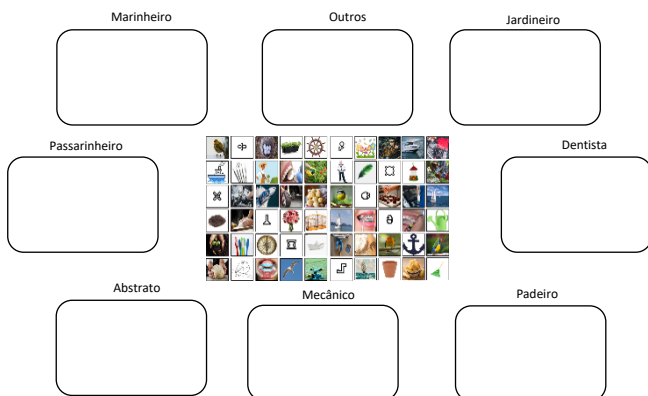 Marinheiro
Outros
Jardineiro
Passarinheiro
Dentista
Abstrato
Mecânico
Padeiro